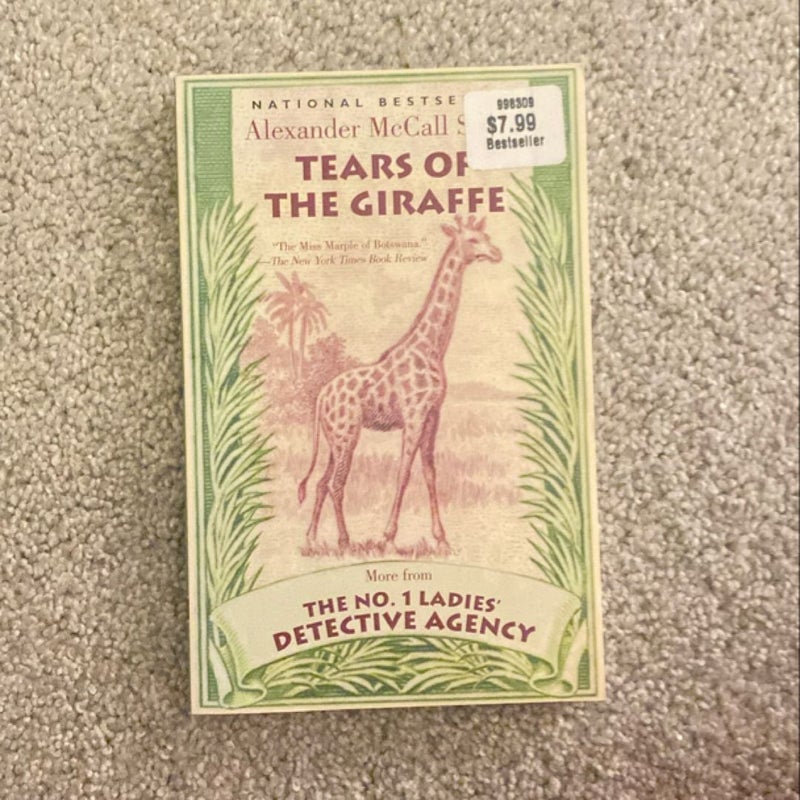 NATIONAL BESTSE
998309
$7.99
Bestseller
Alexander McCall S
TEARS OF
THE GIRAFFE
"The Miss Marple of Botswana."
—The New York Times Book Review
More from
THE NO. 1 LADIES'
DETECTIVE AGENCY